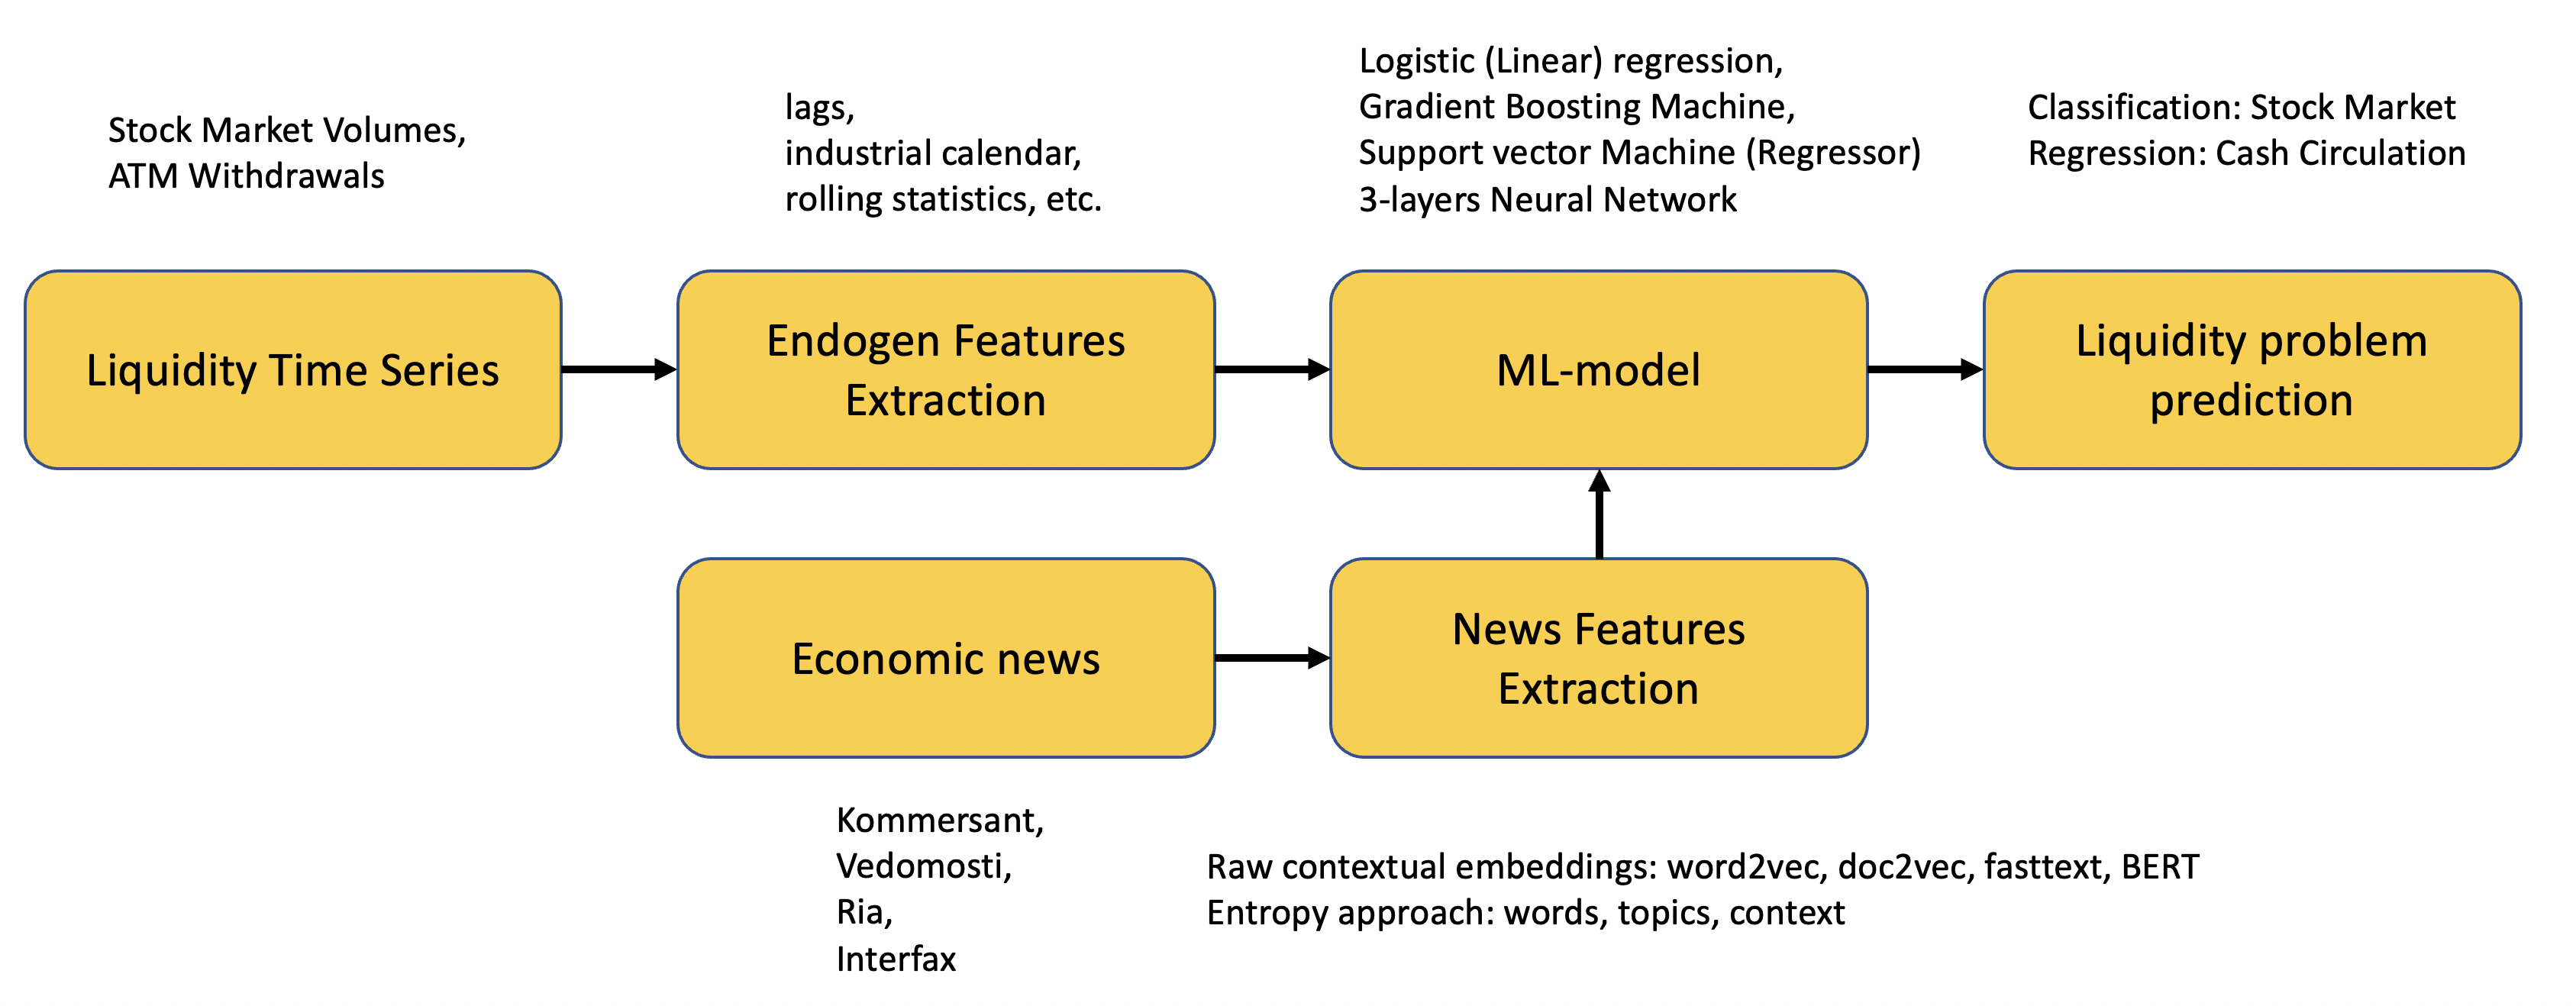 Stock Market Volumes,
ATM Withdrawals
lags,
industrial calendar,
rolling statistics, etc.
Logistic (Linear) regression,
Gradient Boosting Machine,
Support vector Machine (Regressor)
3-layers Neural Network
Classification: Stock Market
Regression: Cash Circulation
Liquidity Time Series
Endogen Features
Extraction
ML-model
Liquidity problem
prediction
Economic news
News Features
Extraction
Kommersant,
Vedomosti,
Ria,
Interfax
Raw contextual embeddings: word2vec, doc2vec, fasttext, BERT
Entropy approach: words, topics, context